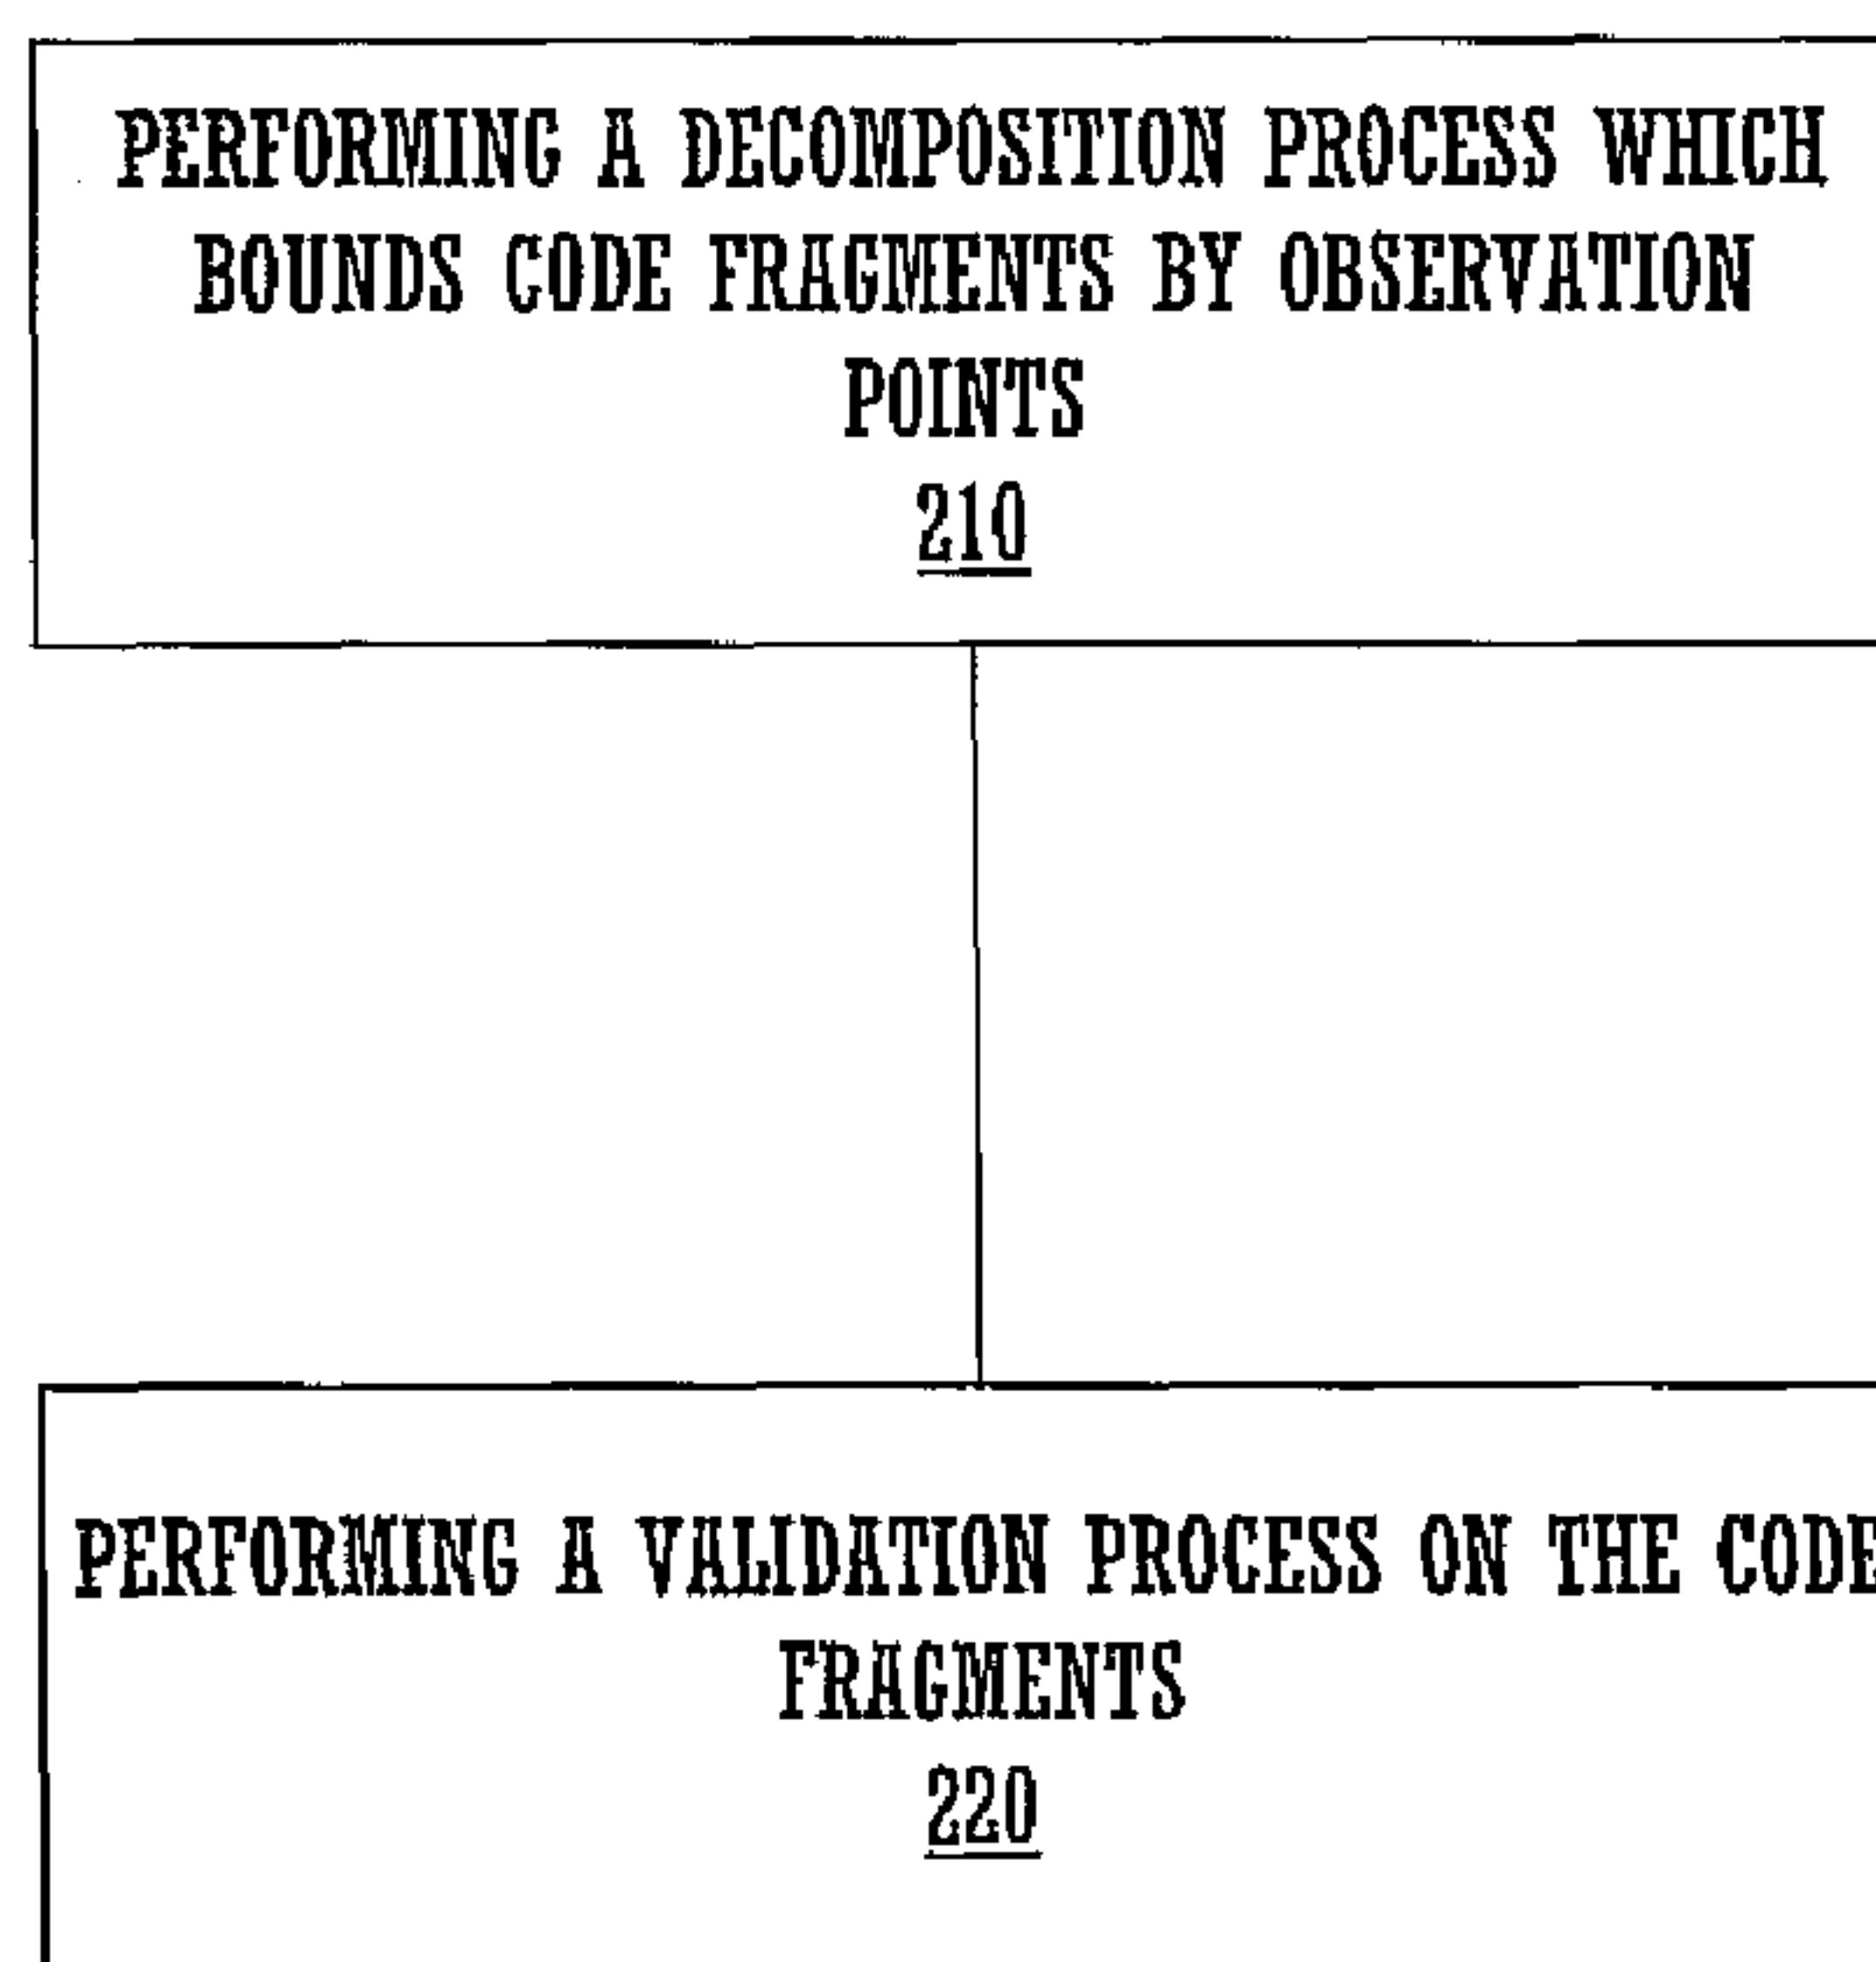 PERFORMING A DECOMPOSITION PROCESS WHICH
BOUNDS CODE FRAGMENTS BY OBSERVATION
POINTS
210
PERFORMING A VALIDATION PROCESS ON THE CODE
FRAGMENTS
220